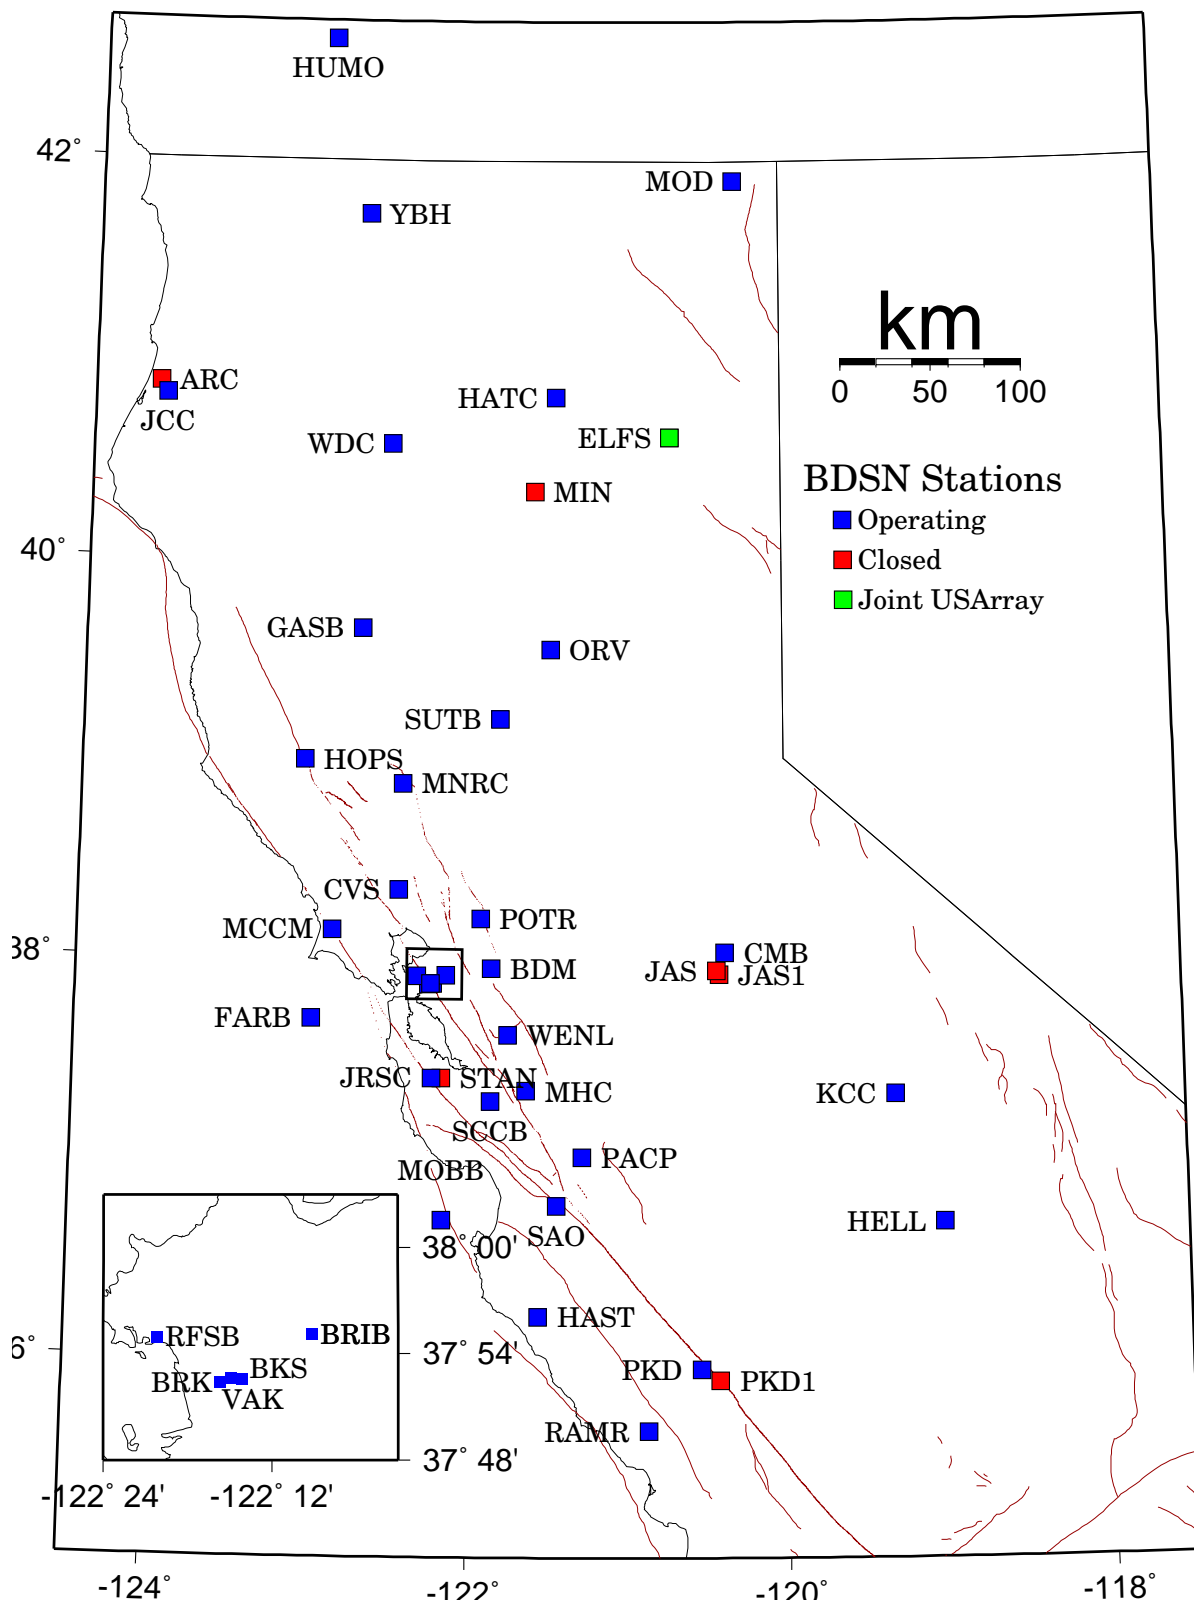 HUMO
42°
MOD
YBH
km
0 50 100
ARC
JCC
HATC
WDC
ELFS
BDSN Stations
MIN
Operating
Closed
Joint USArray
40°
GASB
ORV
SUTB
HOPS
MNRC
CVS
MCCM
POTR
38°
CMB
JAS
JAS1
BDM
FARB
WENL
JRSC
STAN
MHC
KCC
SCCB
PACP
MOBB
HELL
SAO
38° 00'
HAST
RFSB
BRIB
37° 54'
6°
BKS
BRK
VAK
PKD
PKD1
RAMR
37° 48'
-122° 24'
-122° 12'
-124°
-122°
-120°
-118°